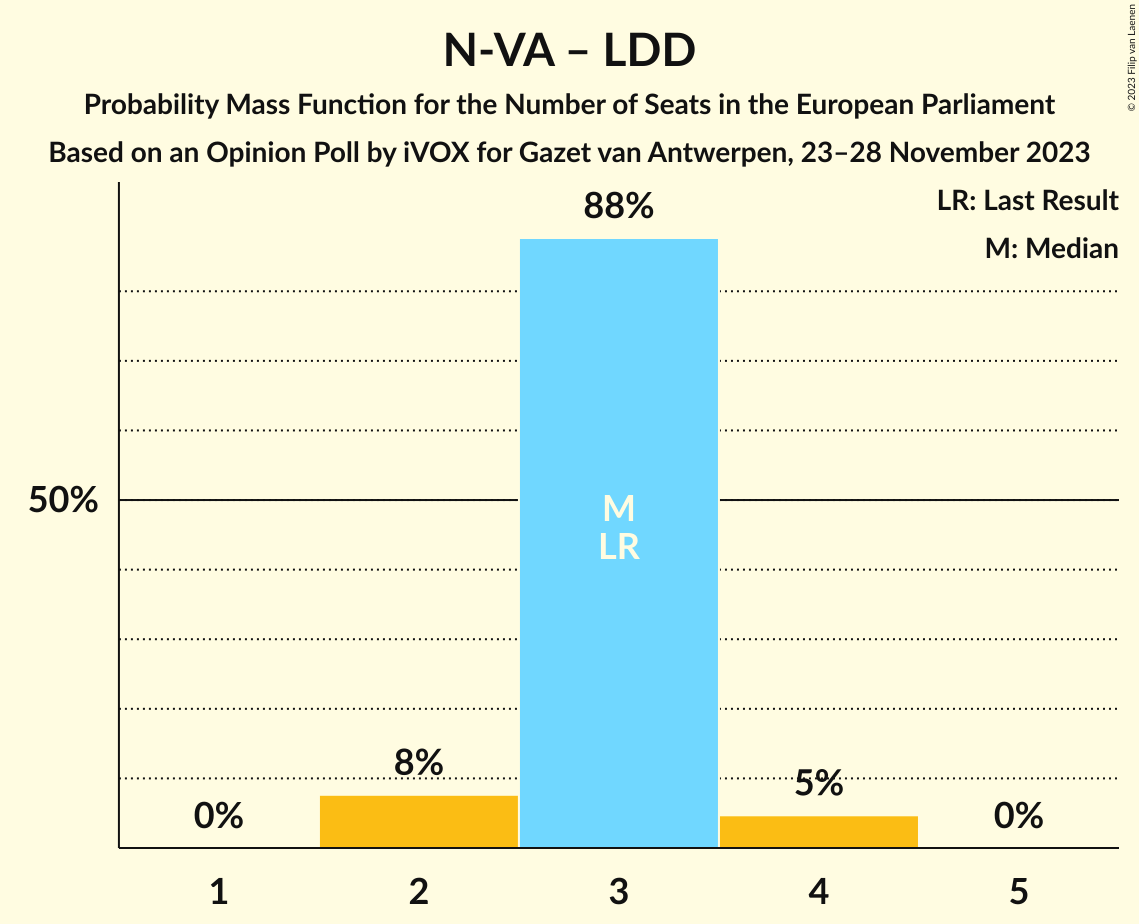 N-VA – LDD
Probability Mass Function for the Number of Seats in the European Parliament
Based on an Opinion Poll by iVOX for Gazet van Antwerpen, 23–28 November 2023
© 2023 Filip van Laenen
LR: Last Result
M: Median
88%
50%
M
LR
8%
5%
0%
0%
1 2 3 4 5